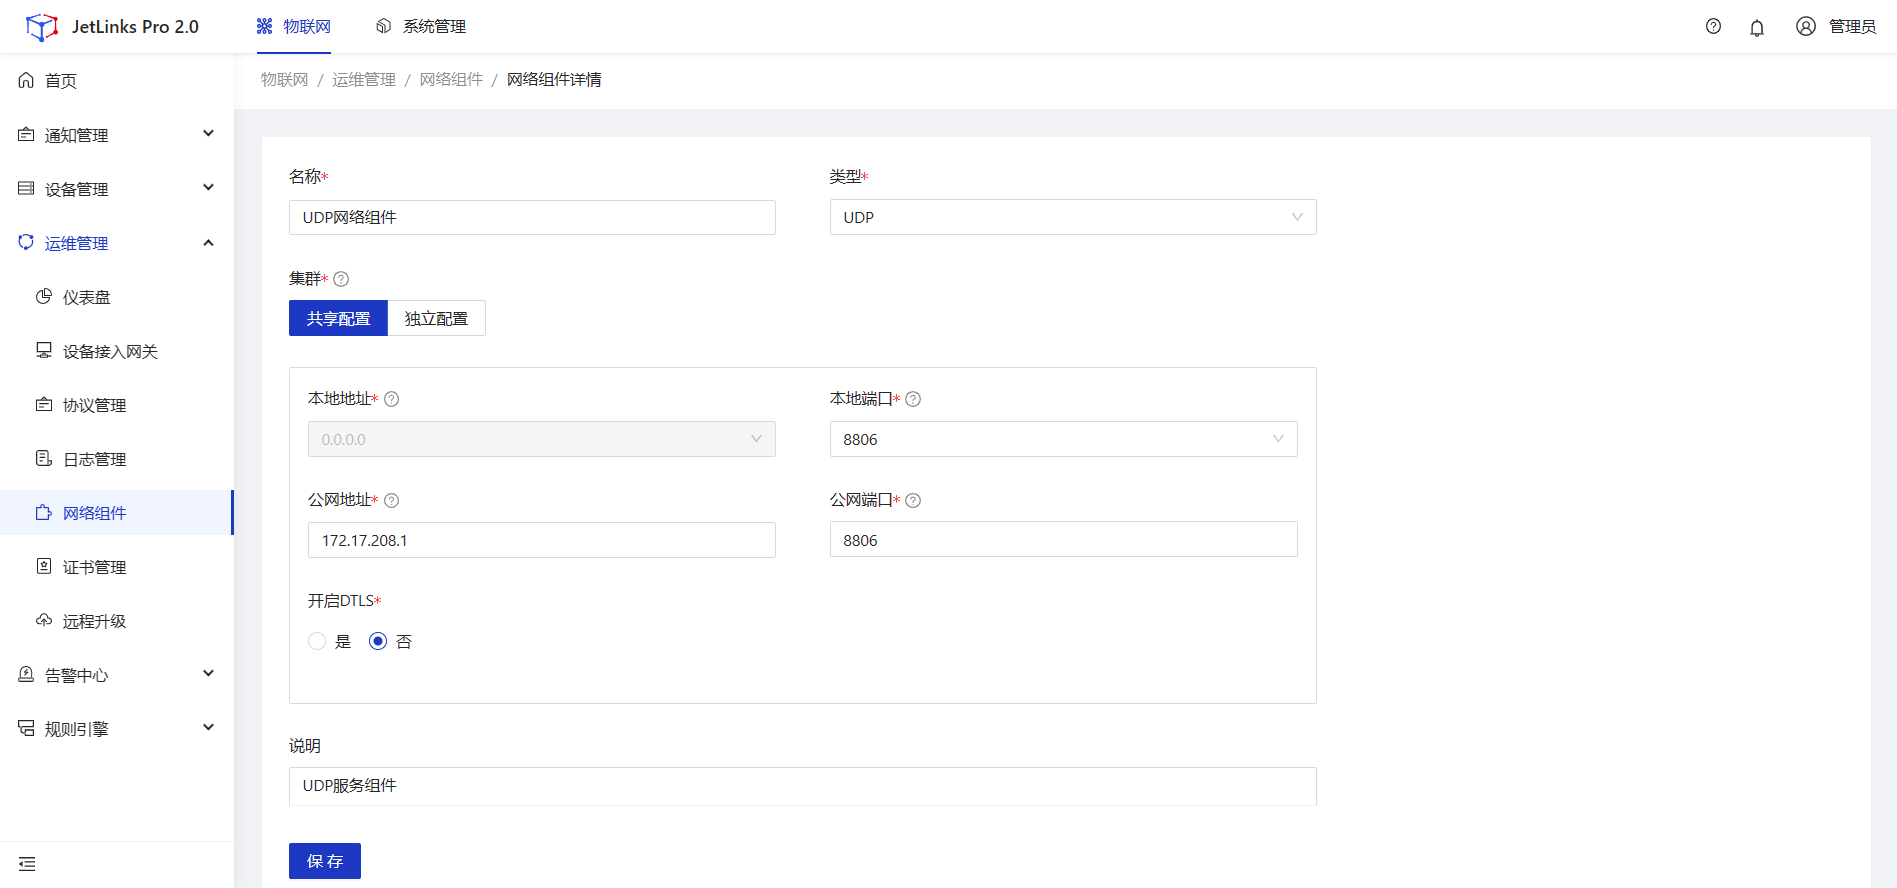 JetLinks Pro 2.0
物联网
系统管理
管理员
首页
通知管理
设备管理
运维管理
仪表盘
设备接入网关
协议管理
日志管理
网络组件
证书管理
远程升级
告警中心
规则引擎
物联网 / 运维管理 / 网络组件 / 网络组件详情
名称*
UDP网络组件
类型*
UDP
集群*
共享配置
独立配置
本地地址*
0.0.0.0
本地端口*
8806
公网地址*
172.17.208.1
公网端口*
8806
开启DTLS*
是
否
说明
UDP服务组件
保 存